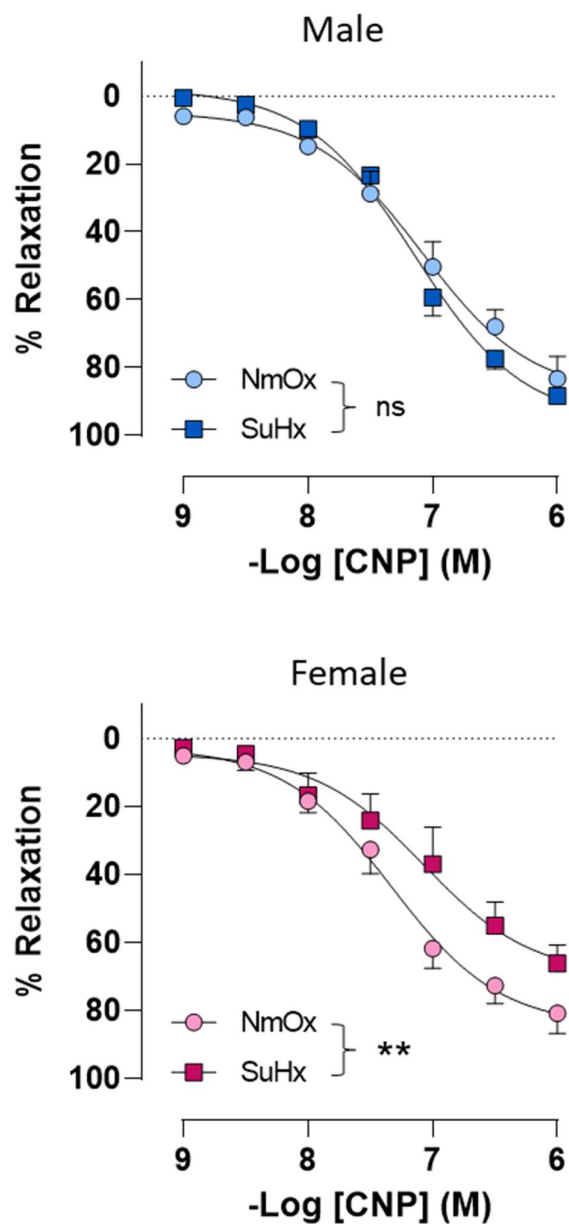 Male
% Relaxation
0
20
40
60
80
100
NmOx
SuHx
ns
9 8 7 6
-Log [CNP] (M)
Female
% Relaxation
0
20
40
60
80
100
NmOx
SuHx
**
9 8 7 6
-Log [CNP] (M)